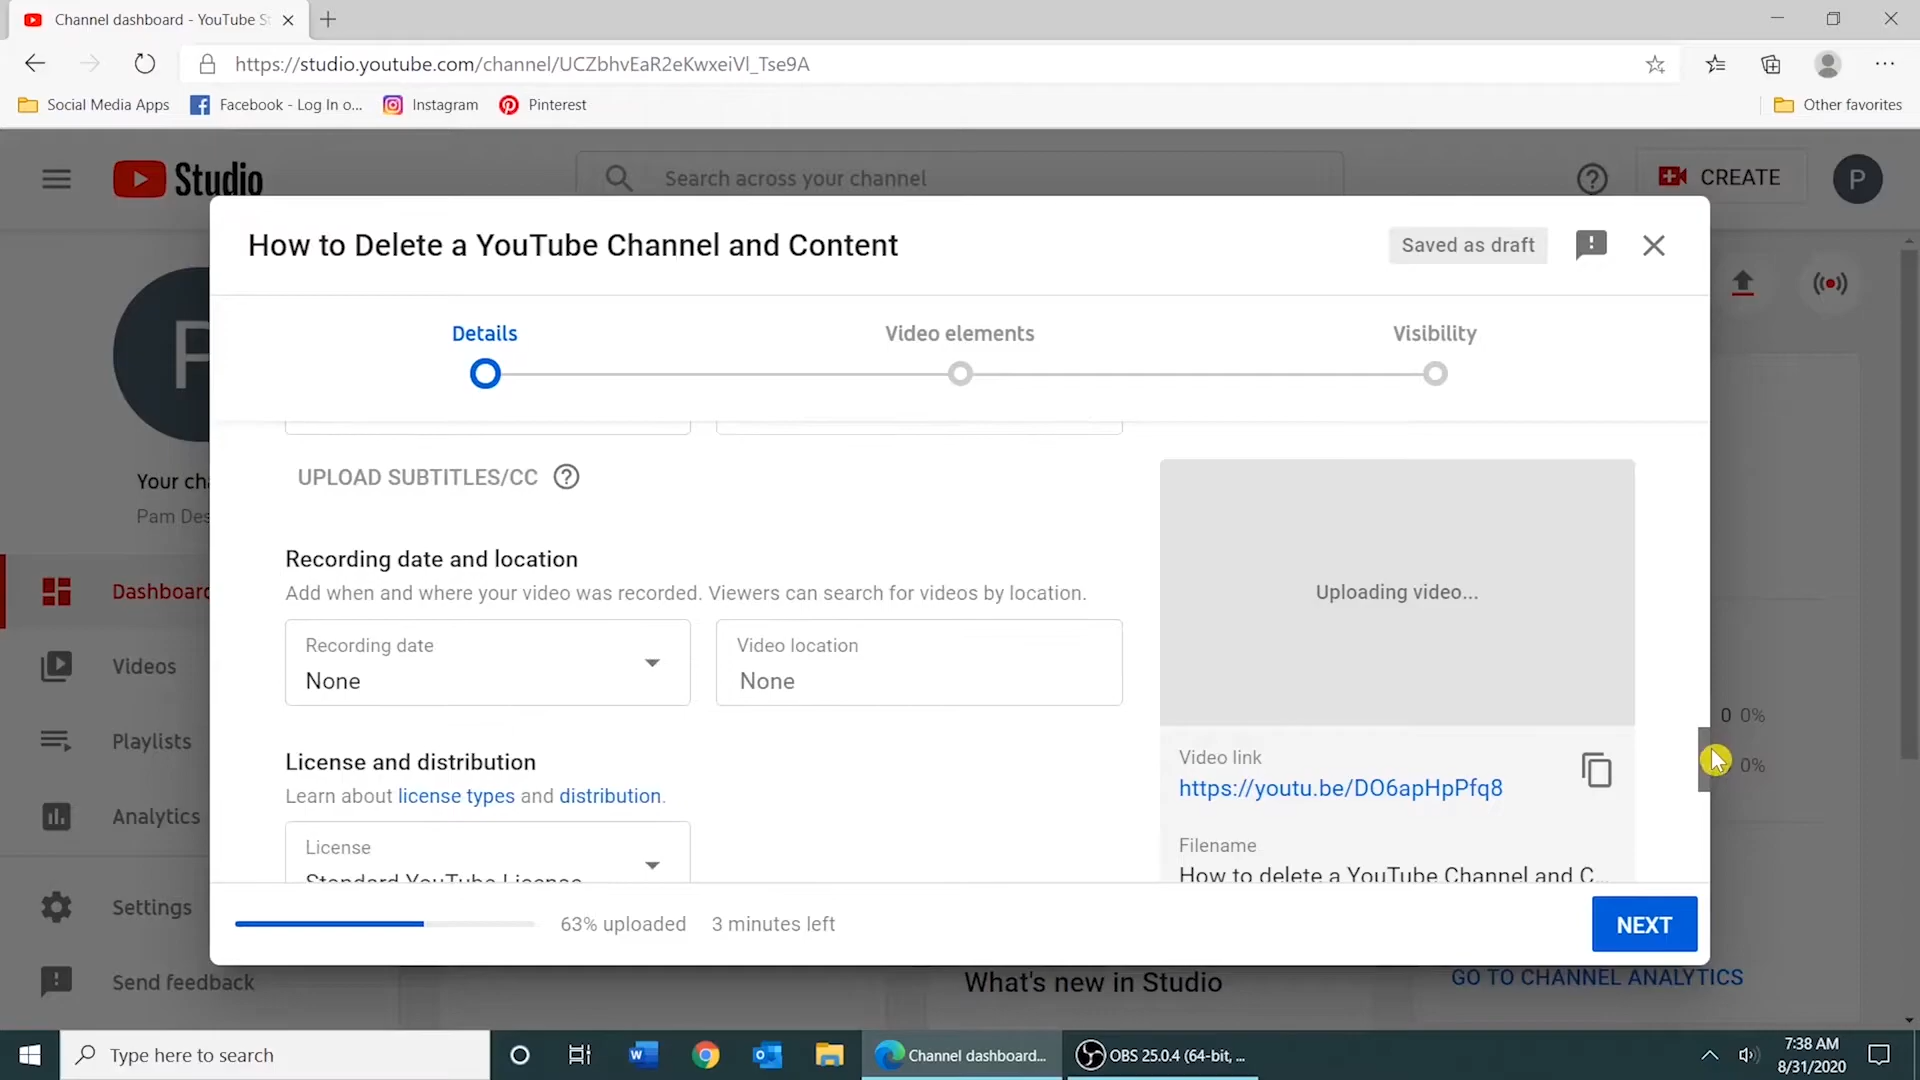 Channel dashboard - YouTube S
https://studio.youtube.com/channel/UCZbhvEaR2eKwxeiVl_Tse9A
Social Media Apps
Facebook - Log In o...
Instagram
Pinterest
Other favorites
Studio
Search across your channel
CREATE
P
How to Delete a YouTube Channel and Content
Saved as draft
Details
Video elements
Visibility
P
Your cha
Pam Des
UPLOAD SUBTITLES/CC
Recording date and location
Add when and where your video was recorded. Viewers can search for videos by location.
Recording date
None
Video location
None
Uploading video...
Dashboard
Videos
Playlists
Analytics
Settings
Send feedback
License and distribution
Learn about license types and distribution.
License
Standard YouTube License
Video link
https://youtu.be/DO6apHpPfq8
Filename
How to delete a YouTube Channel and C...
0 0%
0%
63% uploaded
3 minutes left
NEXT
What's new in Studio
GO TO CHANNEL ANALYTICS
Type here to search
Channel dashboard...
OBS 25.0.4 (64-bit, ...
7:38 AM
8/31/2020